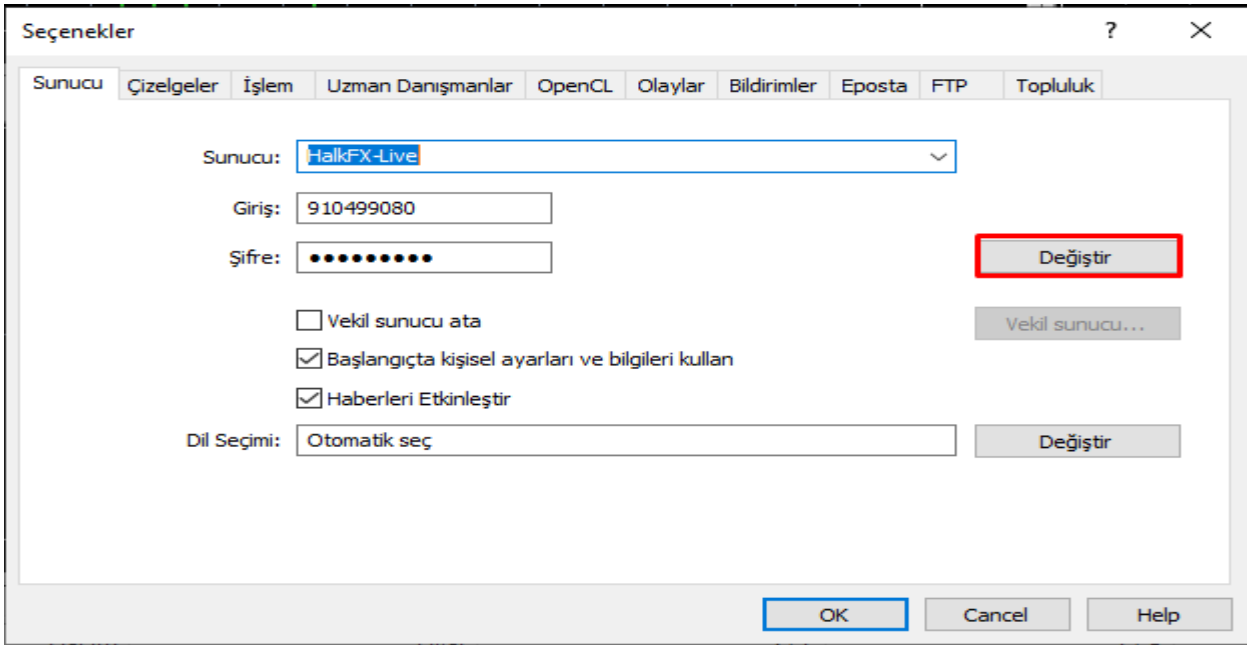 Seçenekler ?
Sunucu Çizelgeler İşlem Uzman Danışmanlar OpenCL Olaylar Bildirimler Eposta FTP Topluluk
Sunucu: HalkFX-Live
Giriş: 910499080
Şifre: ●●●●●●●●● Değiştir
Vekil sunucu ata Vekil sunucu...
Başlangıçta kişisel ayarları ve bilgileri kullan
Haberleri Etkinleştir
Dil Seçimi: Otomatik seç Değiştir
OK Cancel Help